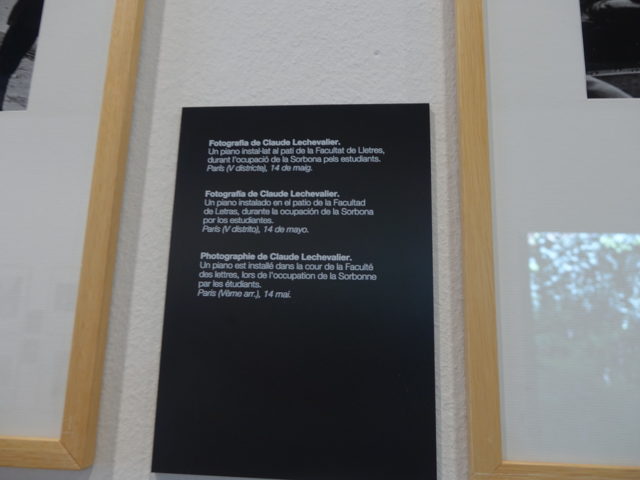 Fotografia de Claude Lechevalier.
Un piano instal·lat al pati de la Facultat de Lletres,
durant l'ocupació de la Sorbona pels estudiants.
París (V districte), 14 de maig.
Fotografía de Claude Lechevalier.
Un piano instalado en el patio de la Facultad
de Letras, durante la ocupación de la Sorbona
por los estudiantes.
París (V distrito), 14 de mayo.
Photographie de Claude Lechevalier.
Un piano est installé dans la cour de la Faculté
des lettres, lors de l'occupation de la Sorbonne
par les étudiants.
Paris (Vème arr.), 14 mai.